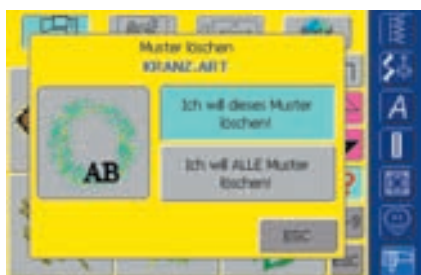 Muster löschen
KRANZ.ART
Ich will dieses Muster
löschen!
AB
Ich will ALLE Muster
löschen!
ESC
A
?